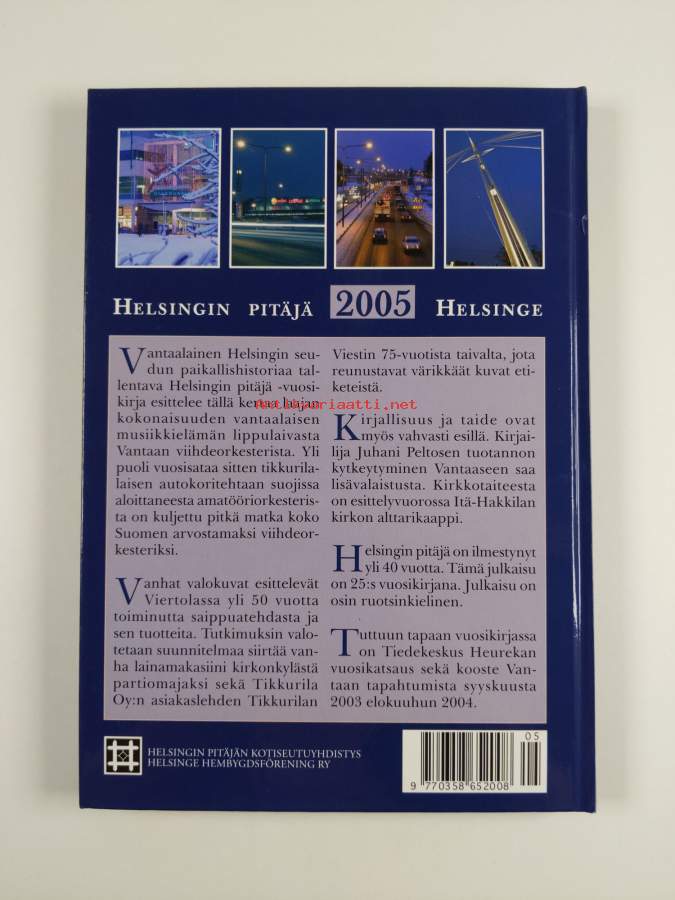 HELSINGIN PITÄJÄ 2005 HELSINGE
Vantaalainen Helsingin seu-
dun paikallishistoriaa tal-
lentava Helsingin pitäjä -vuosi-
kirja esittelee tällä kertaa laajan
kokonaisuuden vantaalaisen
musiikkielämän lippulaivasta
Vantaan viihdeorkesterista. Yli
puoli vuosisataa sitten tikkurila-
laisen autokoritehtaan suojissa
aloittaneesta amatööriorkesteris-
ta on kuljettu pitkä matka koko
Suomen arvostamaksi viihdeor-
kesteriksi.
Vanhat valokuvat esittelevät
Viertolassa yli 50 vuotta
toiminutta saippuatehdasta ja
sen tuotteita. Tutkimuksin valo-
tetaan suunnitelmaa siirtää van-
ha lainamakasiini kirkonkylästä
partiomajaksi sekä Tikkurila
Oy:n asiakaslehden Tikkurilan
Viestin 75-vuotista taivalta, jota
reunustavat värikkäät kuvat eti-
keteistä.
antikvariaatti.net
Kirjallisuus ja taide ovat
myös vahvasti esillä. Kirjai-
lija Juhani Peltosen tuotannon
kytkeytyminen Vantaaseen saa
lisävalaistusta. Kirkkotaiteesta
on esittelyvuorossa Itä-Hakkilan
kirkon alttarikaappi.
Helsingin pitäjä on ilmestynyt
yli 40 vuotta. Tämä julkaisu
on 25:s vuosikirjana. Julkaisu on
osin ruotsinkielinen.
Tuttuun tapaan vuosikirjassa
on Tiedekeskus Heurekan
vuosikatsaus sekä kooste Van-
taan tapahtumista syyskuusta
2003 elokuuhun 2004.
HELSINGIN PITÄJÄN KOTISEUTUYHDISTYS
HELSINGE HEMBYGDSFÖRENING RY
05
9 770358 652008